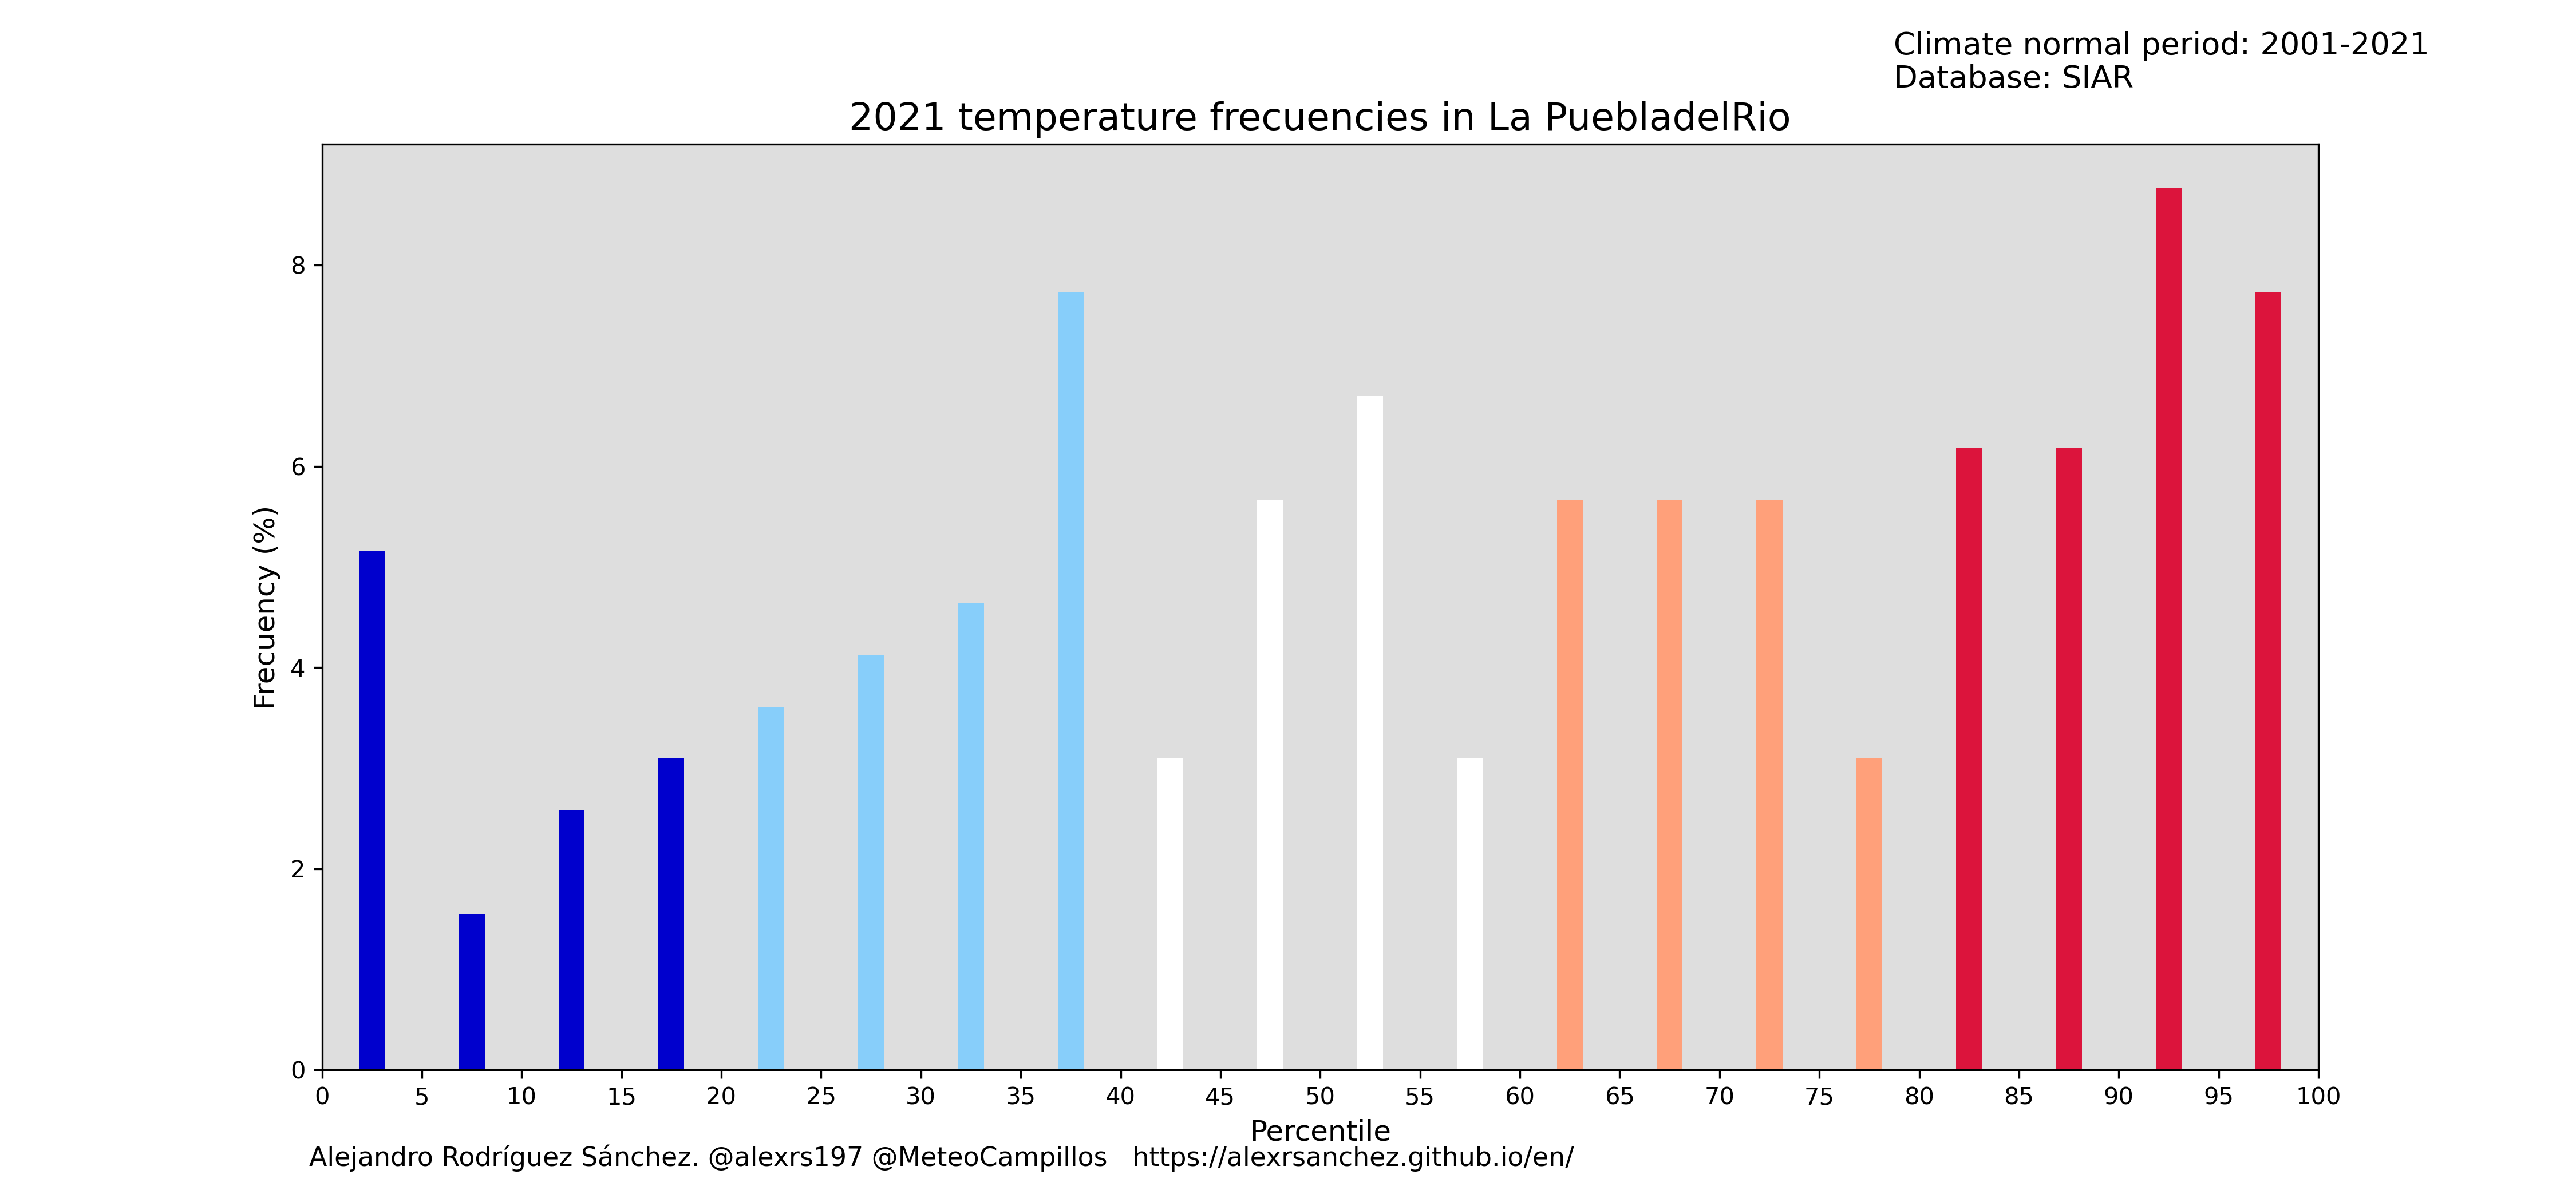 Climate normal period: 2001-2021
Database: SIAR
2021 temperature frecuencies in La PuebladelRio
8
6
4
2
0
Frecuency (%)
0 5 10 15 20 25 30 35 40 45 50 55 60 65 70 75 80 85 90 95 100
Percentile
Alejandro Rodríguez Sánchez. @alexrs197 @MeteoCampillos https://alexrsanchez.github.io/en/